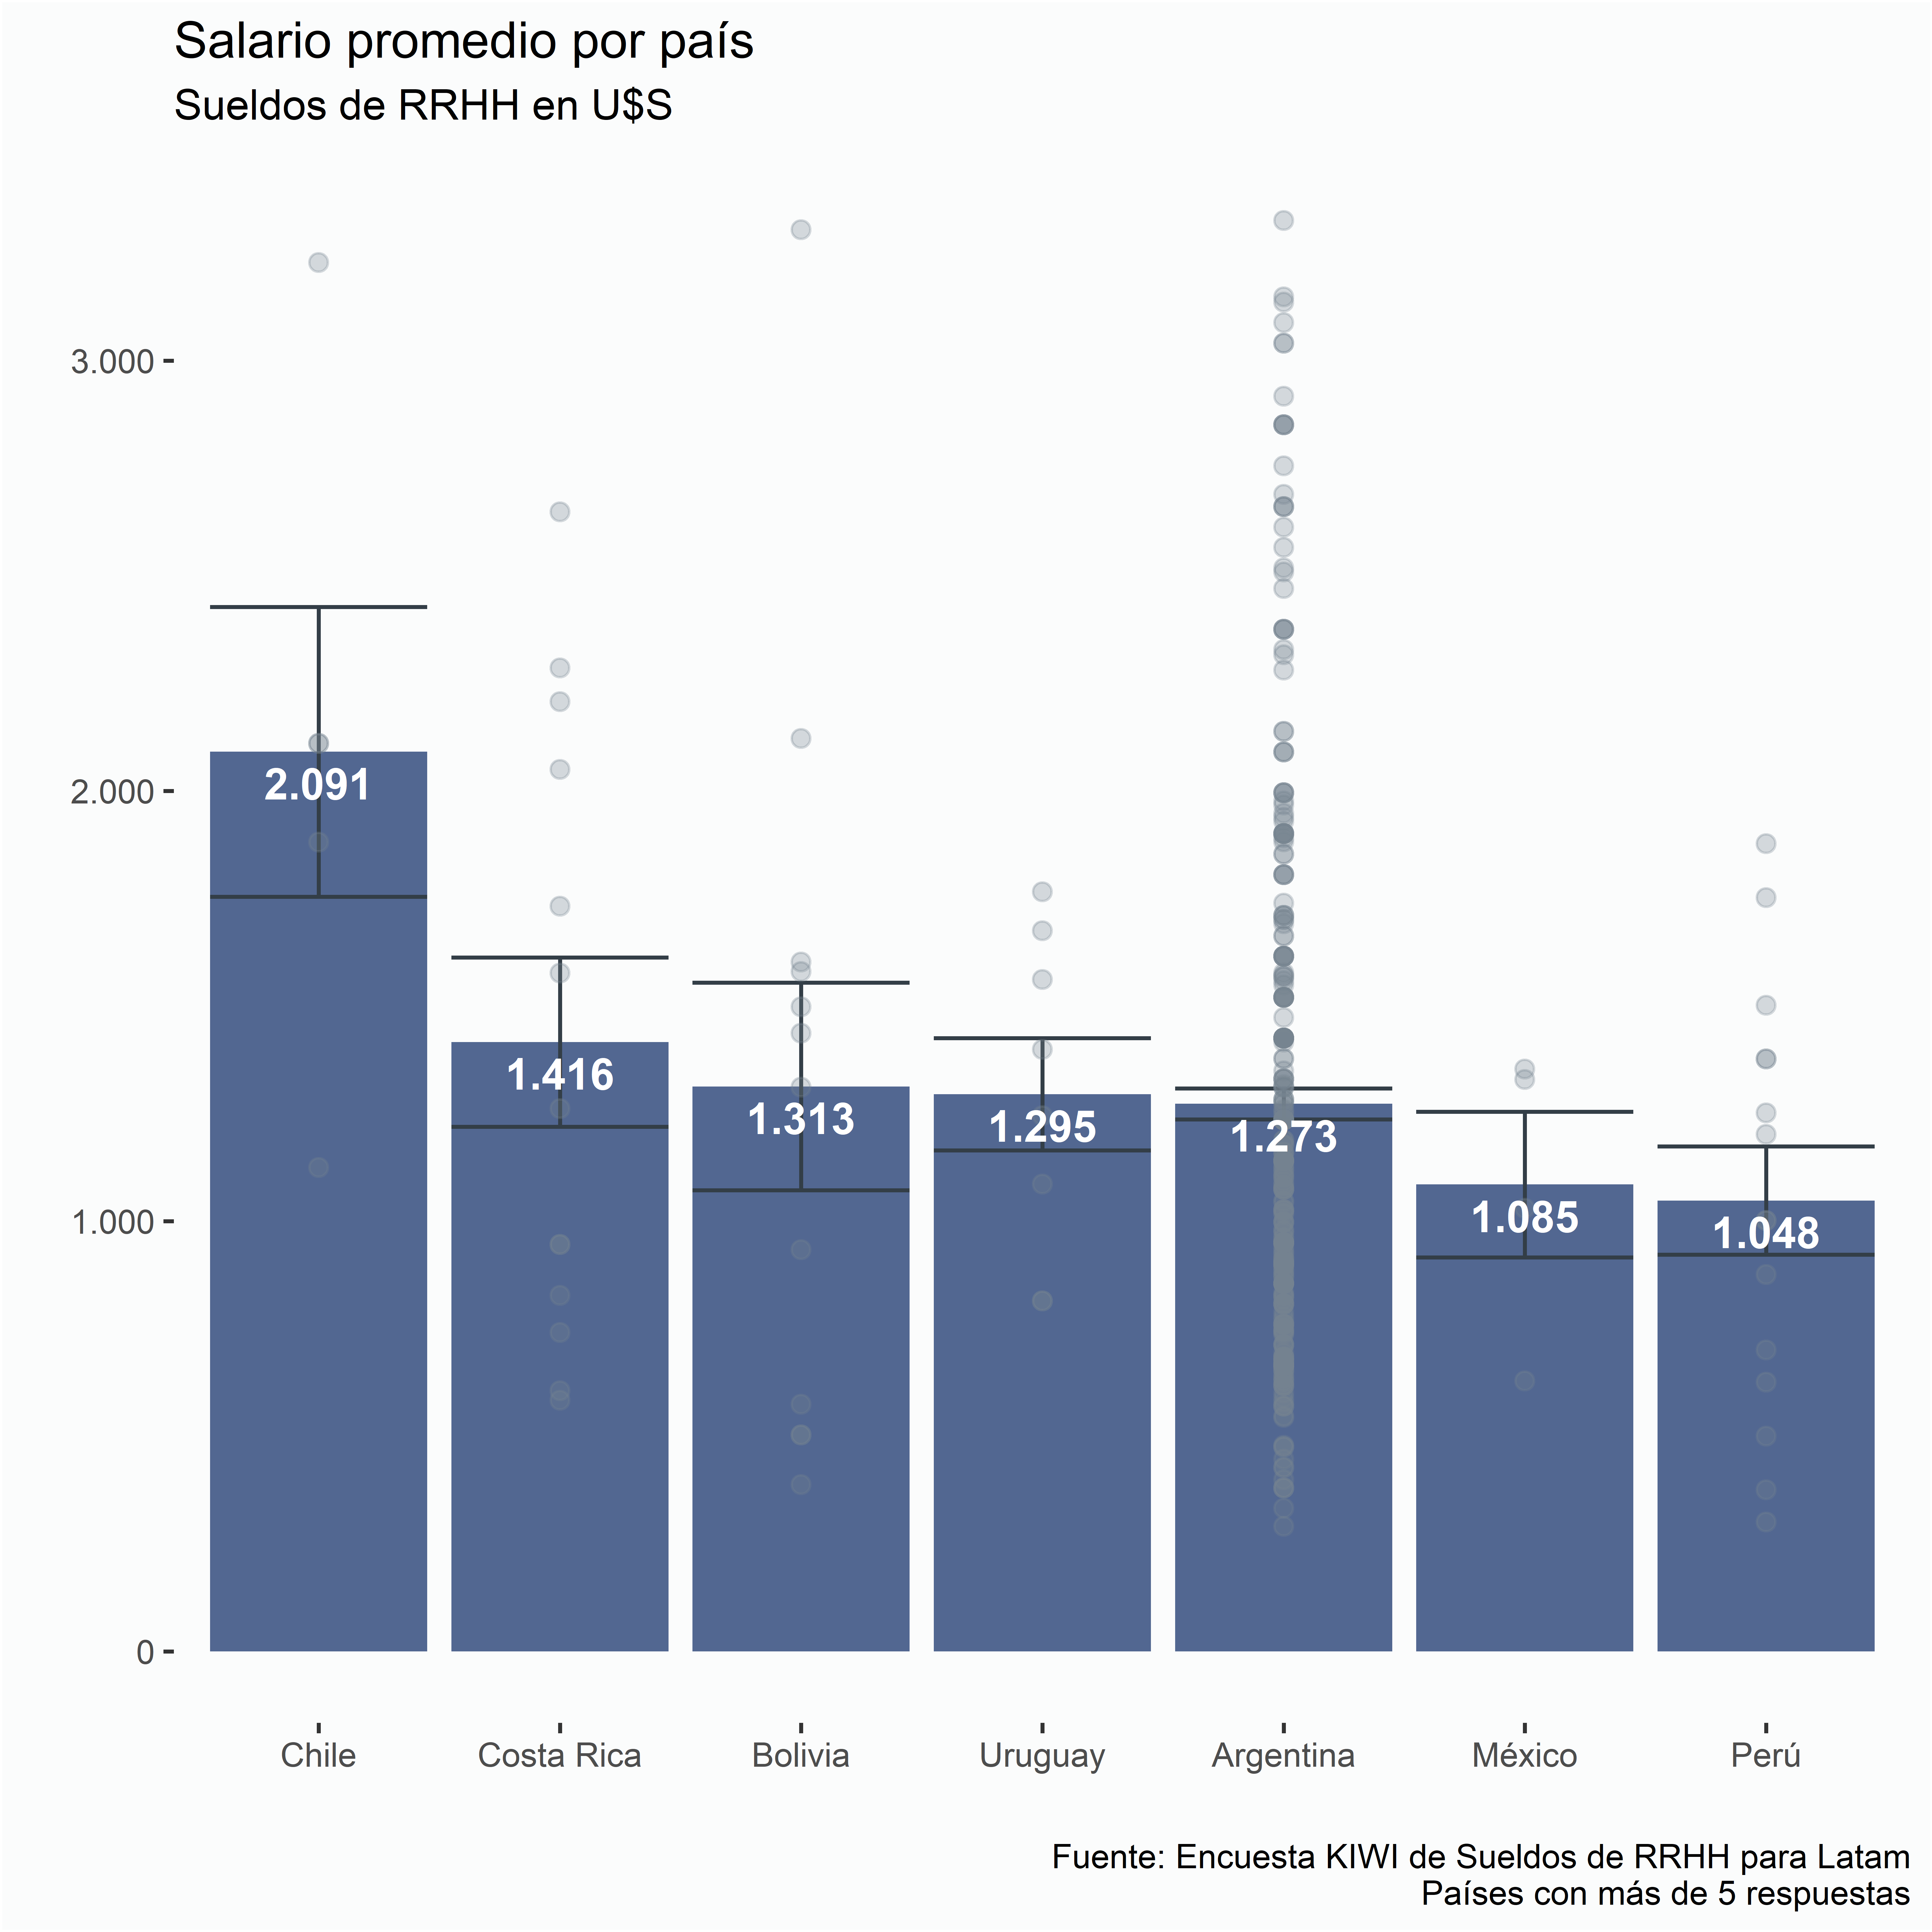 Salario promedio por país
Sueldos de RRHH en U$S
3.000
2.000
1.000
0
2.091
1.416
1.313
1.295
1.273
1.085
1.048
Chile
Costa Rica
Bolivia
Uruguay
Argentina
México
Perú
Fuente: Encuesta KIWI de Sueldos de RRHH para Latam
Países con más de 5 respuestas